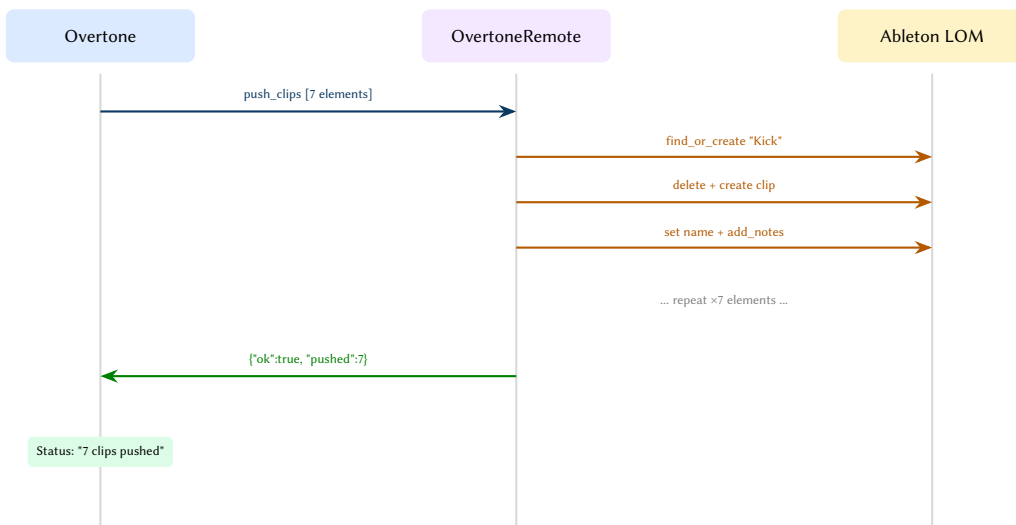 Overtone
OvertoneRemote
Ableton LOM
push_clips [7 elements]
find_or_create "Kick"
delete + create clip
set name + add_notes
... repeat ×7 elements ...
{"ok":true, "pushed":7}
Status: "7 clips pushed"